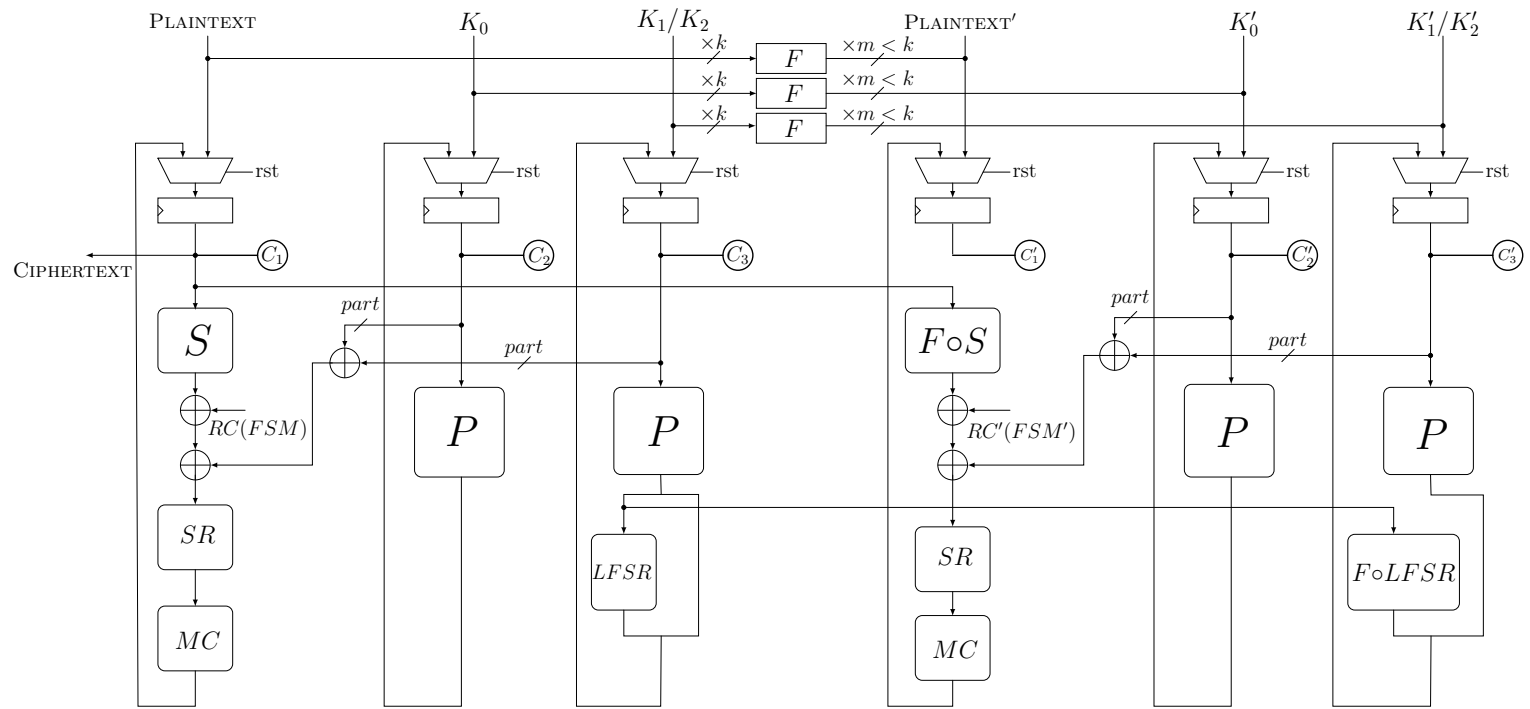 PLAINTEXT K₀ K₁/K₂ PLAINTEXT′ K′₀ K′₁/K′₂
×k F ×m < k
×k F ×m < k
×k F ×m < k
rst rst rst rst rst rst
C₁ C₂ C₃ C′₁ C′₂ C′₃
CIPHERTEXT
part part
S F∘S
part part
RC(FSM) P P RC′(FSM′) P P
SR SR
LFSR F∘LFSR
MC MC